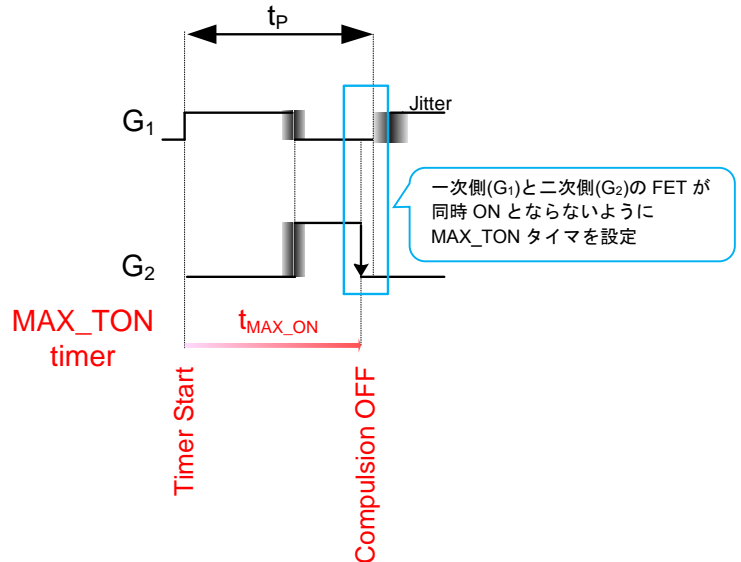 tP
G1
Jitter
一次側(G1)と二次側(G2)の FET が
同時 ON とならないように
MAX_TON タイマを設定
G2
MAX_TON
timer
tMAX_ON
Timer Start
Compulsion OFF